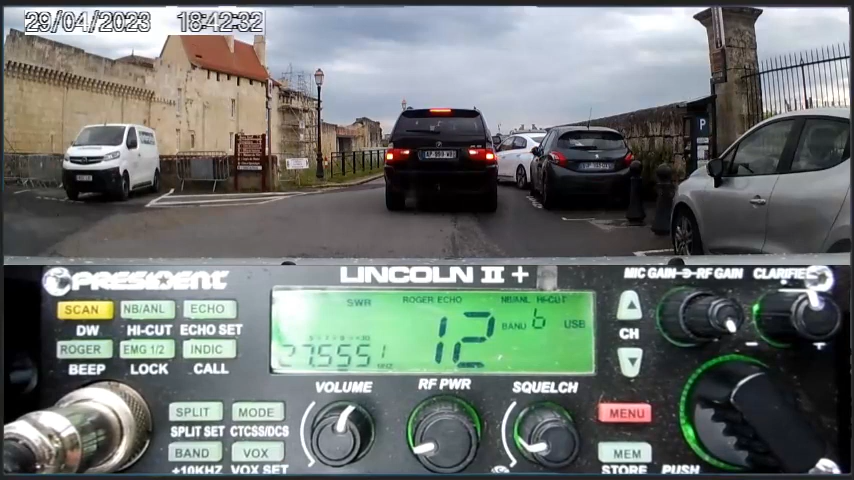 29/04/2023 18:42:32
P
PRESIDENT
LINCOLN II +
MIC GAIN RF GAIN CLARIFIER
SCAN NB/ANL ECHO
DW HI-CUT ECHO SET
ROGER EMG 1/2 INDIC
BEEP LOCK CALL
SWR ROGER ECHO NB/ANL HI-CUT
12 BAND 6 USB
27.5551 MHz
CH
VOLUME RF PWR SQUELCH
SPLIT MODE
SPLIT SET CTCSS/DCS
BAND VOX
+10KHZ VOX SET
MENU
MEM
STORE PUSH
- +